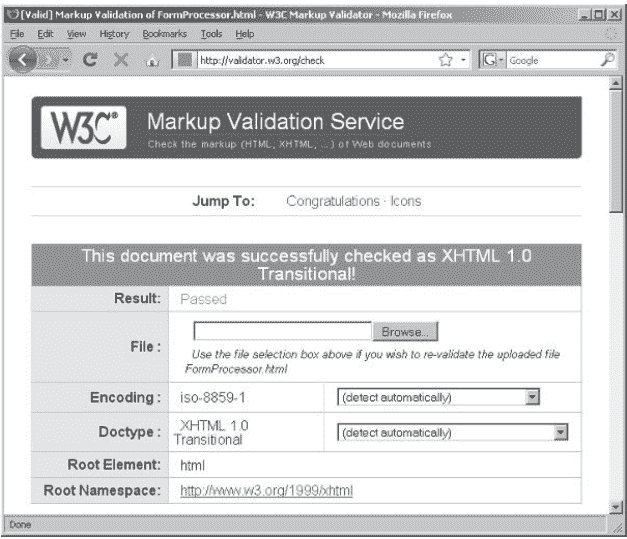 [Valid] Markup Validation of FormProcessor.html - W3C Markup Validator - Mozilla Firefox
File Edit View History Bookmarks Tools Help
http://validator.w3.org/check
G Google
W3C® Markup Validation Service
Check the markup (HTML, XHTML, ...) of Web documents
Jump To: Congratulations · Icons
This document was successfully checked as XHTML 1.0
Transitional!
Result: Passed
File : Browse...
Use the file selection box above if you wish to re-validate the uploaded file
FormProcessor.html
Encoding : iso-8859-1 (detect automatically)
Doctype : XHTML 1.0
Transitional (detect automatically)
Root Element: html
Root Namespace: http://www.w3.org/1999/xhtml
Done